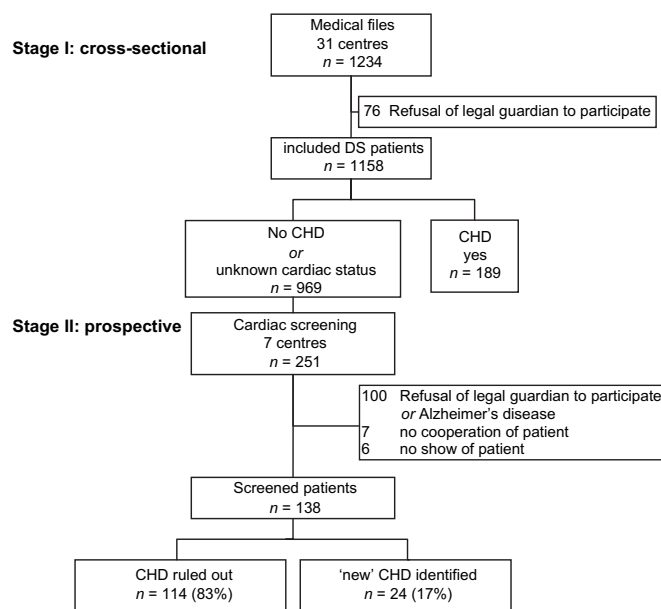 Medical files
31 centres
n = 1234
Stage I: cross-sectional
76 Refusal of legal guardian to participate
included DS patients
n = 1158
No CHD
or
unknown cardiac status
n = 969
CHD
yes
n = 189
Stage II: prospective
Cardiac screening
7 centres
n = 251
100 Refusal of legal guardian to participate
or Alzheimer's disease
7 no cooperation of patient
6 no show of patient
Screened patients
n = 138
CHD ruled out
n = 114 (83%)
‘new’ CHD identified
n = 24 (17%)